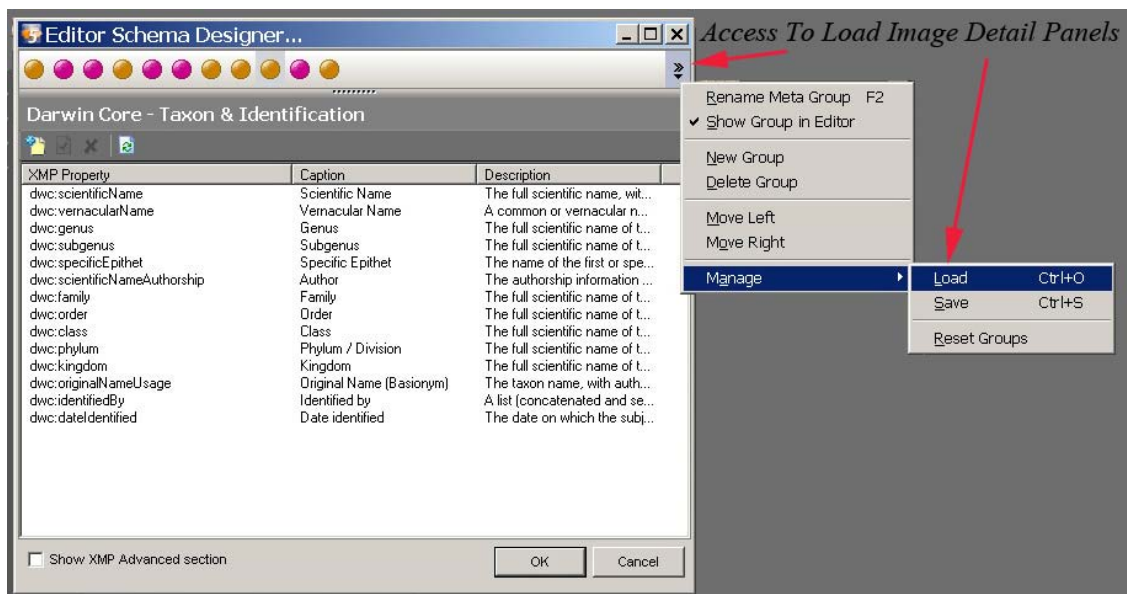 Editor Schema Designer...
Access To Load Image Detail Panels
Darwin Core - Taxon & Identification
XMP Property Caption Description
dwc:scientificName Scientific Name The full scientific name, wit...
dwc:vernacularName Vernacular Name A common or vernacular n...
dwc:genus Genus The full scientific name of t...
dwc:subgenus Subgenus The full scientific name of t...
dwc:specificEpithet Specific Epithet The name of the first or spe...
dwc:scientificNameAuthorship Author The authorship information ...
dwc:family Family The full scientific name of t...
dwc:order Order The full scientific name of t...
dwc:class Class The full scientific name of t...
dwc:phylum Phylum / Division The full scientific name of t...
dwc:kingdom Kingdom The full scientific name of t...
dwc:originalNameUsage Original Name (Basionym) The taxon name, with auth...
dwc:identifiedBy Identified by A list (concatenated and se...
dwc:dateIdentified Date identified The date on which the subj...
Show XMP Advanced section
OK Cancel
Rename Meta Group F2
Show Group in Editor
New Group
Delete Group
Move Left
Move Right
Manage
Load Ctrl+O
Save Ctrl+S
Reset Groups